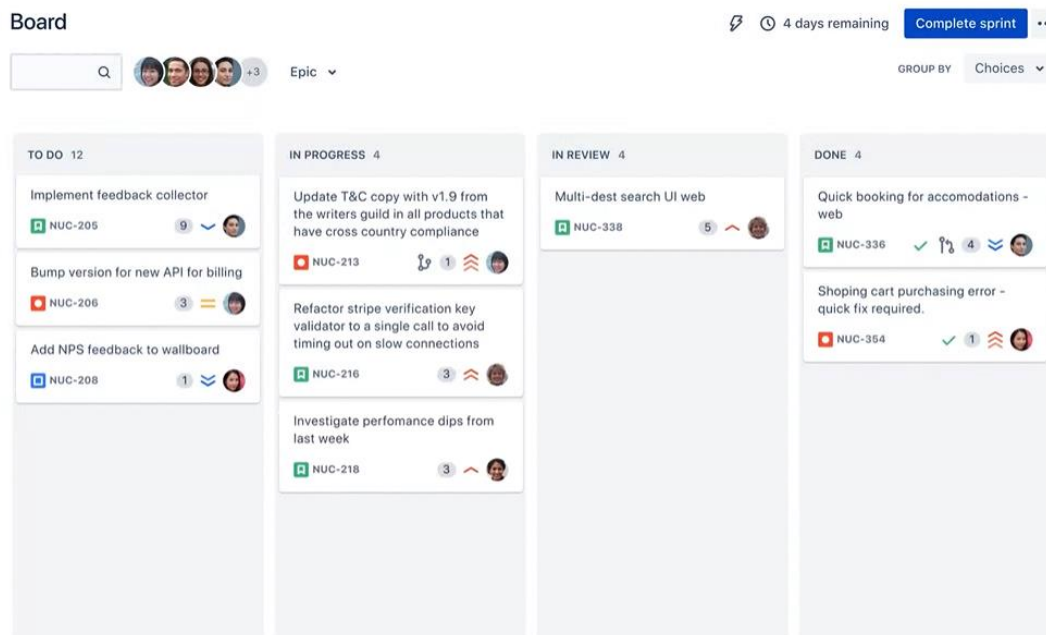 Board
4 days remaining
Complete sprint
+3
Epic
GROUP BY
Choices
TO DO 12
Implement feedback collector
NUC-205
9
Bump version for new API for billing
NUC-206
3
Add NPS feedback to wallboard
NUC-208
1
IN PROGRESS 4
Update T&C copy with v1.9 from
the writers guild in all products that
have cross country compliance
NUC-213
1
Refactor stripe verification key
validator to a single call to avoid
timing out on slow connections
NUC-216
3
Investigate perfomance dips from
last week
NUC-218
3
IN REVIEW 4
Multi-dest search UI web
NUC-338
5
DONE 4
Quick booking for accomodations -
web
NUC-336
4
Shoping cart purchasing error -
quick fix required.
NUC-354
1